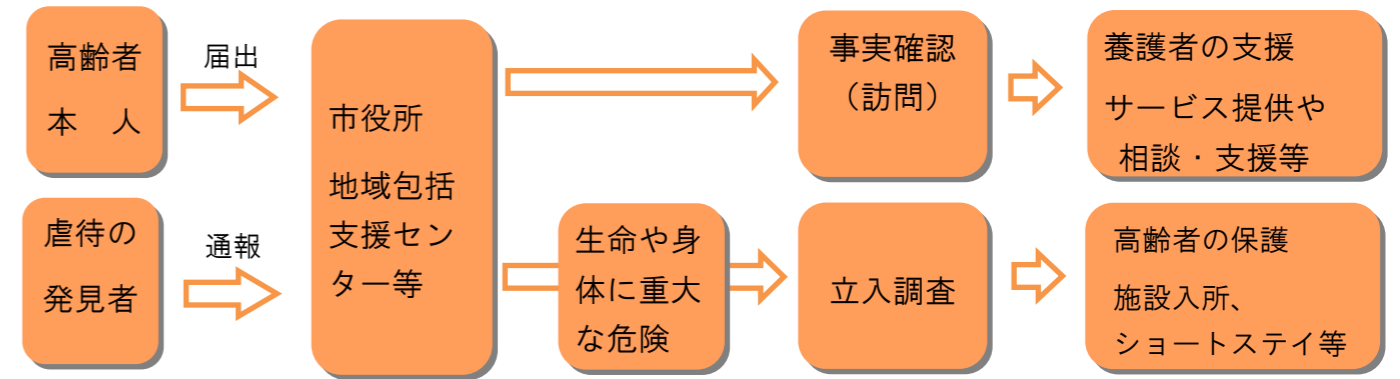 高齢者
本　人
届出
虐待の
発見者
通報
市役所
地域包括
支援セン
ター等
事実確認
（訪問）
養護者の支援
サービス提供や
相談・支援等
生命や身
体に重大
な危険
立入調査
高齢者の保護
施設入所、
ショートステイ等